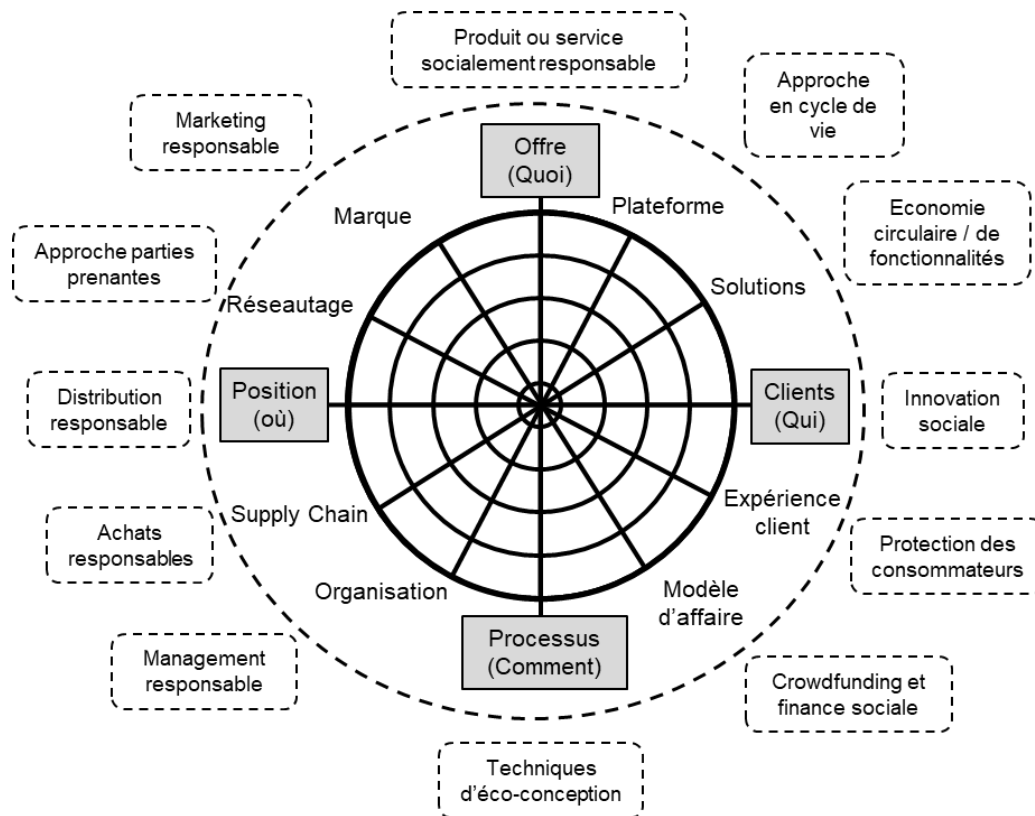 Produit ou service
socialement responsable
Approche
en cycle de
vie
Marketing
responsable
Offre
(Quoi)
Marque
Plateforme
Economie
circulaire / de
fonctionnalités
Approche parties
prenantes
Réseautage
Solutions
Distribution
responsable
Position
(où)
Clients
(Qui)
Innovation
sociale
Supply Chain
Expérience
client
Achats
responsables
Protection des
consommateurs
Organisation
Modèle
d'affaire
Processus
(Comment)
Management
responsable
Crowdfunding et
finance sociale
Techniques
d'éco-conception